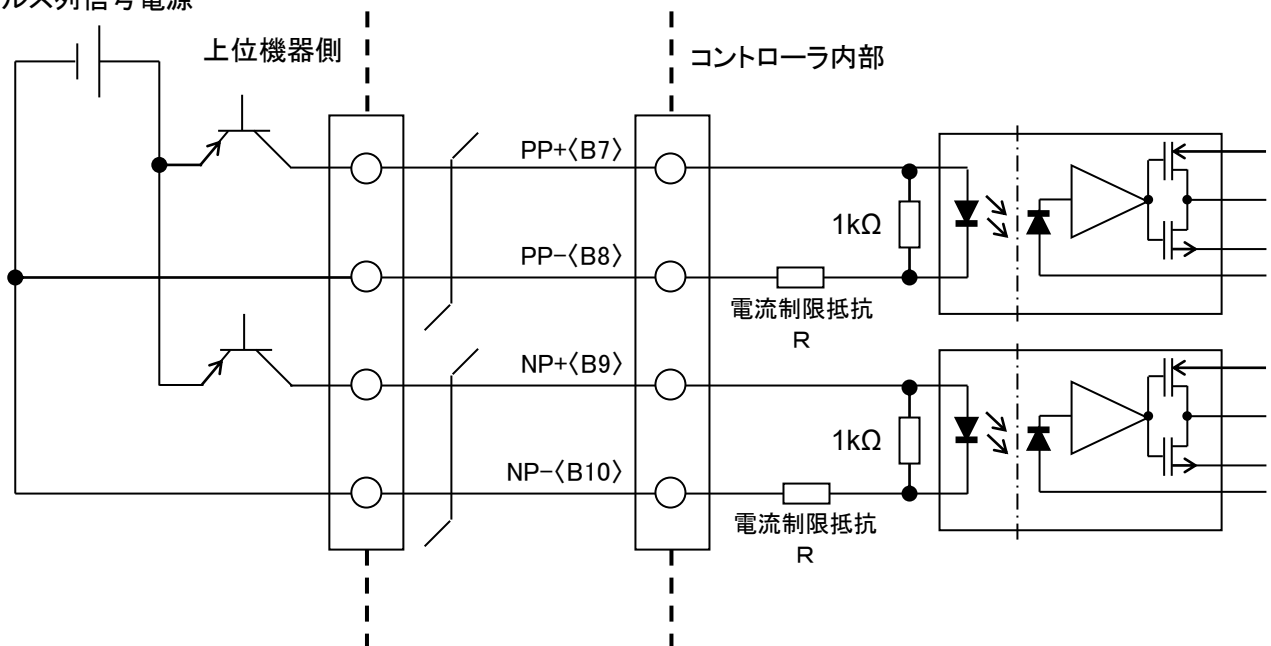 ルス列信号電源
上位機器側
コントローラ内部
PP+〈B7〉
1kΩ
PP−〈B8〉
電流制限抵抗
R
NP+〈B9〉
1kΩ
NP−〈B10〉
電流制限抵抗
R